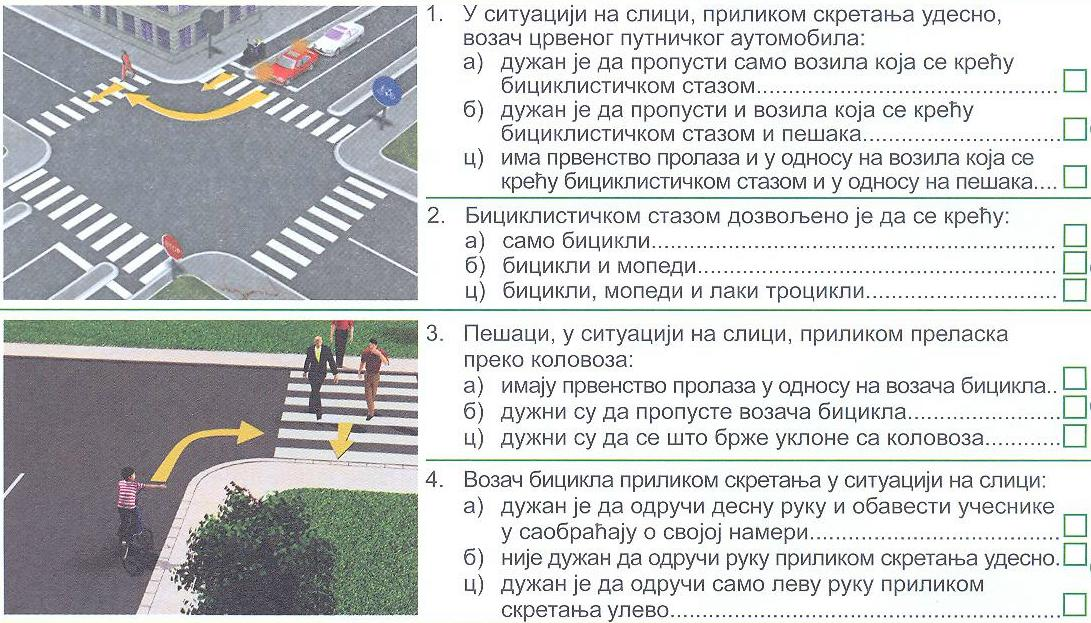 1. У ситуацији на слици, приликом скретања удесно,
возач црвеног путничког аутомобила:
а) дужан је да пропусти само возила која се крећу
бициклистичком стазом
б) дужан је да пропусти и возила која се крећу
бициклистичком стазом и пешака
ц) има првенство пролаза и у односу на возила која се
крећу бициклистичком стазом и у односу на пешака....
2. Бициклистичком стазом дозвољено је да се крећу:
а) само бицикли
б) бицикли и мопеди
ц) бицикли, мопеди и лаки троцикли
3. Пешаци, у ситуацији на слици, приликом преласка
преко коловоза:
а) имају првенство пролаза у односу на возача бицикла..
б) дужни су да пропусте возача бицикла
ц) дужни су да се што брже уклоне са коловоза
4. Возач бицикла приликом скретања у ситуацији на слици:
а) дужан је да одручи десну руку и обавести учеснике
у саобраћају о својој намери
б) није дужан да одручи руку приликом скретања удесно.
ц) дужан је да одручи само леву руку приликом
скретања улево